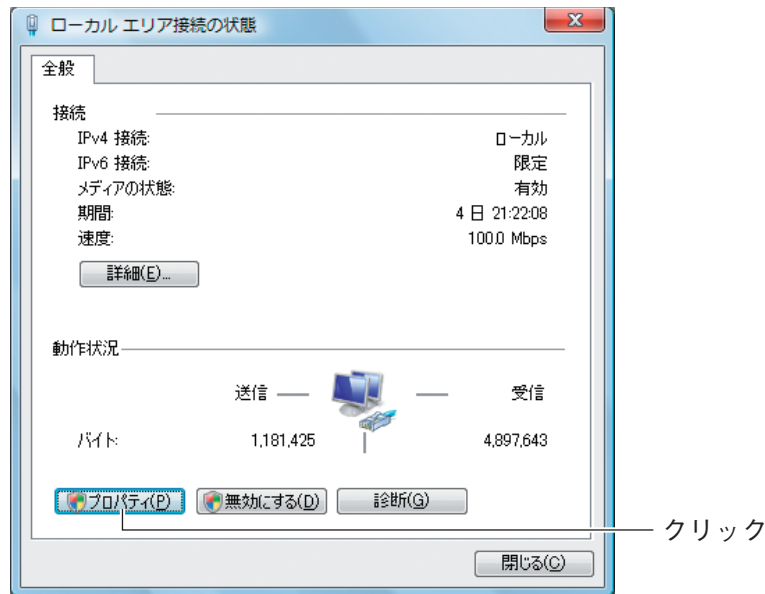 ローカル エリア接続の状態
全般
接続
IPv4 接続: ローカル
IPv6 接続: 限定
メディアの状態: 有効
期間: 4 日 21:22:08
速度: 100.0 Mbps
詳細(E)...
動作状況
送信 受信
バイト: 1,181,425 4,897,643
プロパティ(P) 無効にする(D) 診断(G)
クリック
閉じる(C)